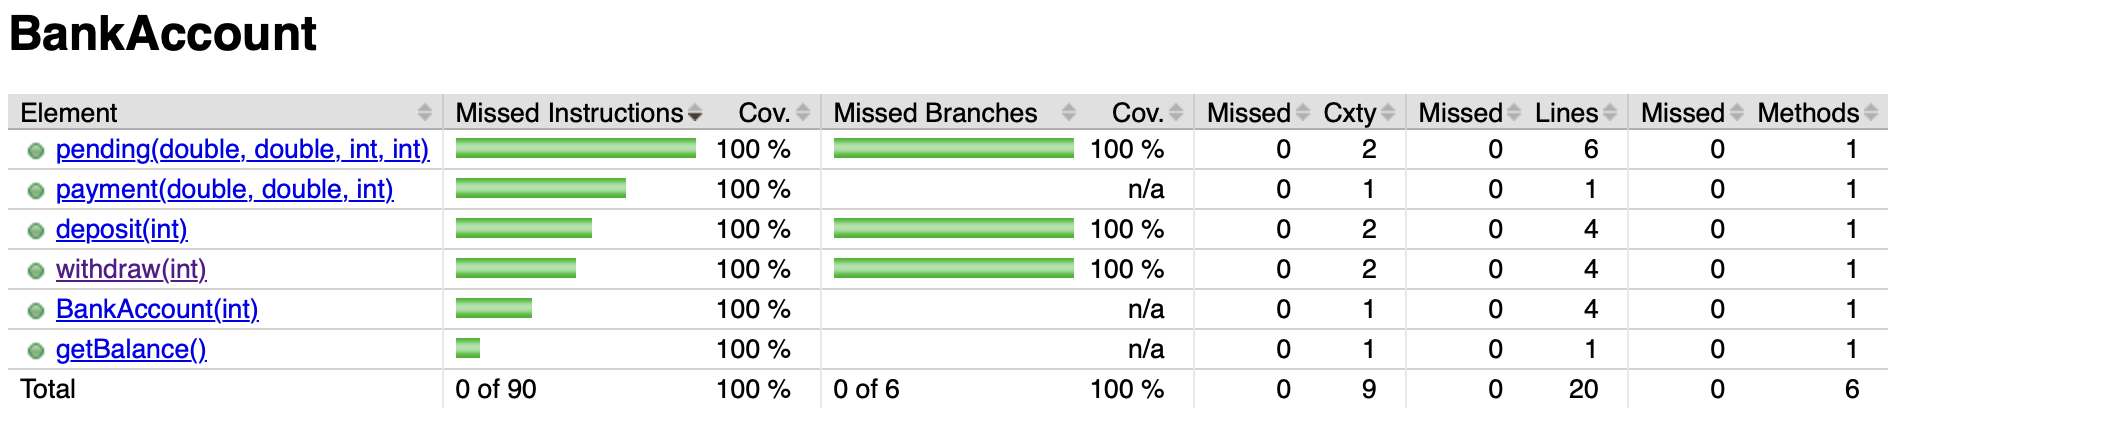 BankAccount
Element Missed Instructions Cov. Missed Branches Cov. Missed Cxty Missed Lines Missed Methods
pending(double, double, int, int) 100 % 100 % 0 2 0 6 0 1
payment(double, double, int) 100 % n/a 0 1 0 1 0 1
deposit(int) 100 % 100 % 0 2 0 4 0 1
withdraw(int) 100 % 100 % 0 2 0 4 0 1
BankAccount(int) 100 % n/a 0 1 0 4 0 1
getBalance() 100 % n/a 0 1 0 1 0 1
Total 0 of 90 100 % 0 of 6 100 % 0 9 0 20 0 6